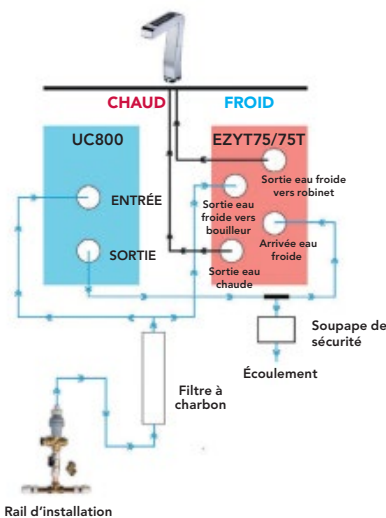 CHAUD
FROID
UC800
EZYT75/75T
ENTRÉE
SORTIE
Sortie eau froide
vers robinet
Sortie eau
froide vers
bouilleur
Arrivée eau
froide
Sortie eau
chaude
Soupape de
sécurité
Écoulement
Filtre à
charbon
Rail d'installation